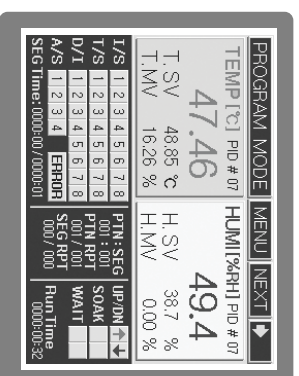 PROGRAM MODE MENU NEXT
TEMP[℃] PID # 07
47.46
T.SV 48.85 ℃
T.MV 16.26 %
HUMI[%RH] PID # 07
49.4
H.SV 38.7 %
H.MV 0.00 %
I/S 1 2 3 4 5 6 7 8
T/S 1 2 3 4 5 6 7 8
D/I 1 2 3 4 5 6 7 8
A/S 1 2 3 4 ERROR
SEG Time: 0000:00 / 0000:01
PTN : SEG
001 : 001
PTN RPT
001 / 001
SEG RPT
000 / 000
UP/DN
SOAK
WAIT
Run Time
0000:00:32